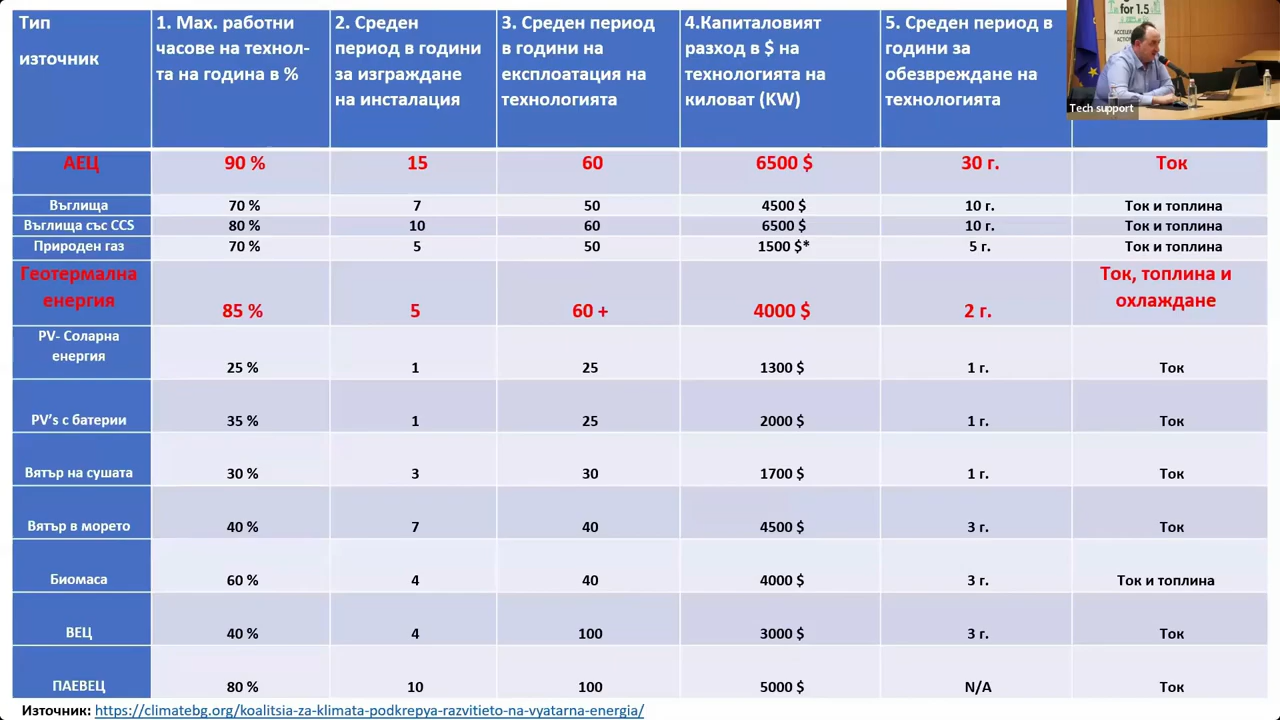 Тип
източник
1. Мах. работни
часове на технол-
та на година в %
2. Среден
период в години
за изграждане
на инсталация
3. Среден период
в години на
експлоатация на
технологията
4.Капиталовият
разход в $ на
технологията на
киловат (KW)
5. Среден период в
години за
обезвреждане на
технологията
for 1.5
Tech support
АЕЦ 90 % 15 60 6500 $ 30 г. Ток
Въглища 70 % 7 50 4500 $ 10 г. Ток и топлина
Въглища със CCS 80 % 10 60 6500 $ 10 г. Ток и топлина
Природен газ 70 % 5 50 1500 $* 5 г. Ток и топлина
Геотермална
енергия 85 % 5 60 + 4000 $ 2 г. Ток, топлина и
охлаждане
PV- Соларна
енергия 25 % 1 25 1300 $ 1 г. Ток
PV’s с батерии 35 % 1 25 2000 $ 1 г. Ток
Вятър на сушата 30 % 3 30 1700 $ 1 г. Ток
Вятър в морето 40 % 7 40 4500 $ 3 г. Ток
Биомаса 60 % 4 40 4000 $ 3 г. Ток и топлина
ВЕЦ 40 % 4 100 3000 $ 3 г. Ток
ПАЕВЕЦ 80 % 10 100 5000 $ N/A Ток
Източник: https://climatebg.org/koalitsia-za-klimata-podkrepya-razvitieto-na-vyatarna-energia/